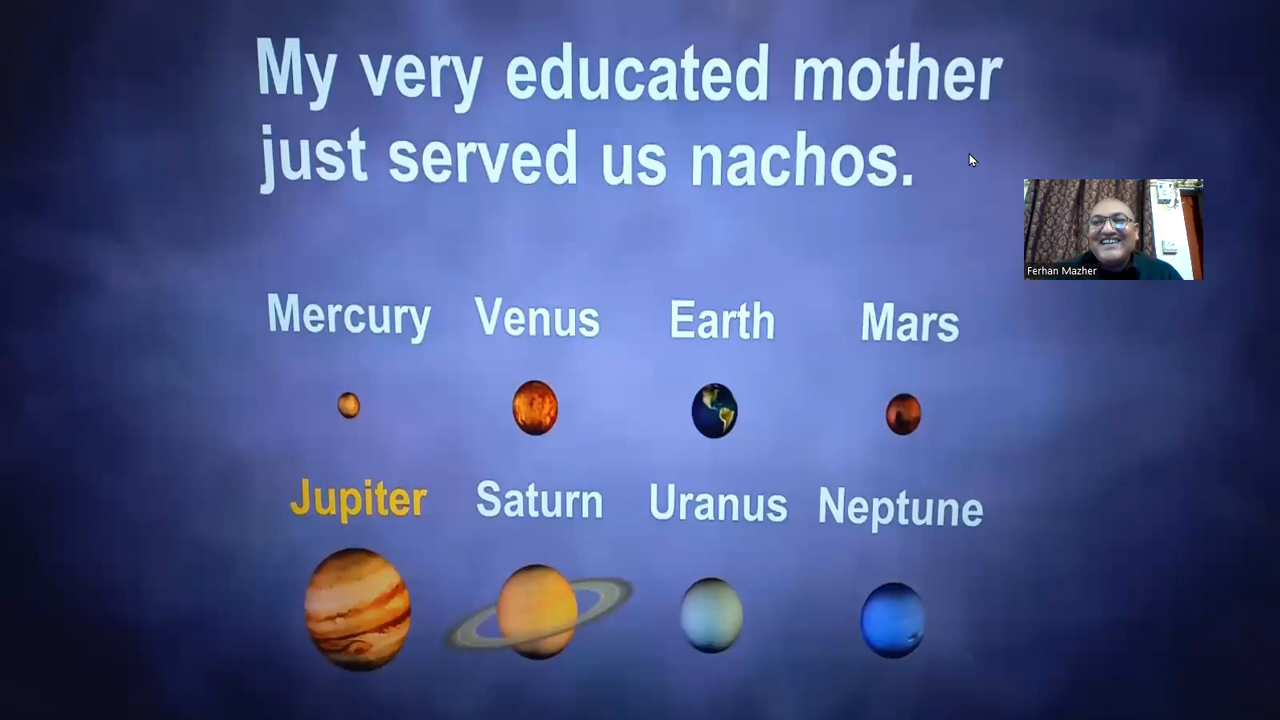 My very educated mother
just served us nachos.
Ferhan Mazher
Mercury Venus Earth Mars
Jupiter Saturn Uranus Neptune